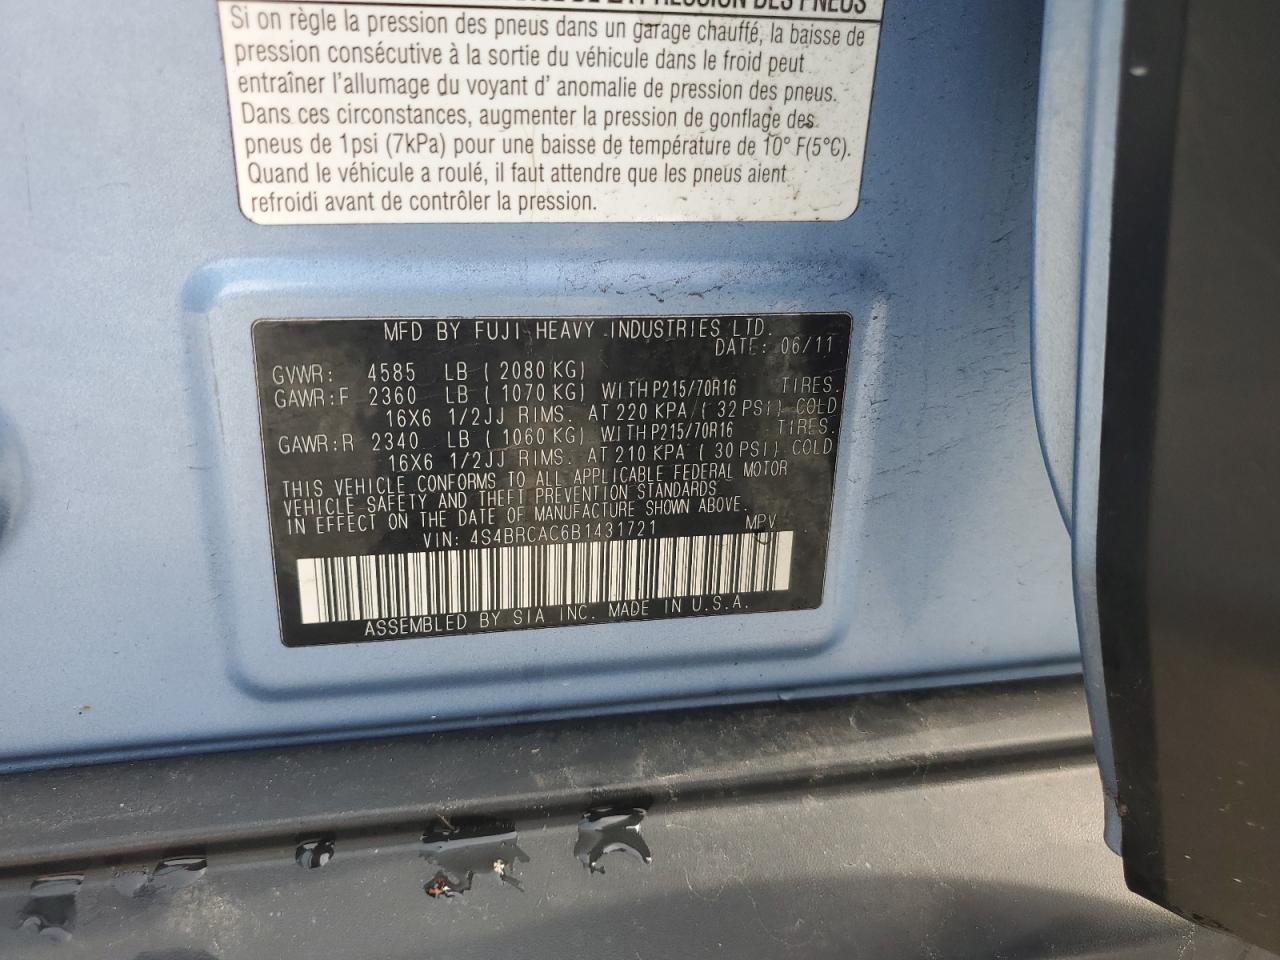 PRESSION DES PNEUS
Si on règle la pression des pneus dans un garage chauffé, la baisse de
pression consécutive à la sortie du véhicule dans le froid peut
entraîner l'allumage du voyant d' anomalie de pression des pneus.
Dans ces circonstances, augmenter la pression de gonflage des
pneus de 1psi (7kPa) pour une baisse de température de 10° F(5°C).
Quand le véhicule a roulé, il faut attendre que les pneus aient
refroidi avant de contrôler la pression.
MFD BY FUJI HEAVY INDUSTRIES LTD.
DATE: 06/11
GVWR: 4585 LB ( 2080 KG)
GAWR:F 2360 LB ( 1070 KG) WITH P215/70R16 TIRES.
16X6 1/2JJ RIMS. AT 220 KPA ( 32 PSI) COLD
GAWR:R 2340 LB ( 1060 KG) WITH P215/70R16 TIRES.
16X6 1/2JJ RIMS. AT 210 KPA ( 30 PSI) COLD
THIS VEHICLE CONFORMS TO ALL APPLICABLE FEDERAL MOTOR
VEHICLE SAFETY AND THEFT PREVENTION STANDARDS
IN EFFECT ON THE DATE OF MANUFACTURE SHOWN ABOVE.
VIN: 4S4BRCAC6B1431721 MPV
ASSEMBLED BY SIA INC. MADE IN U.S.A.